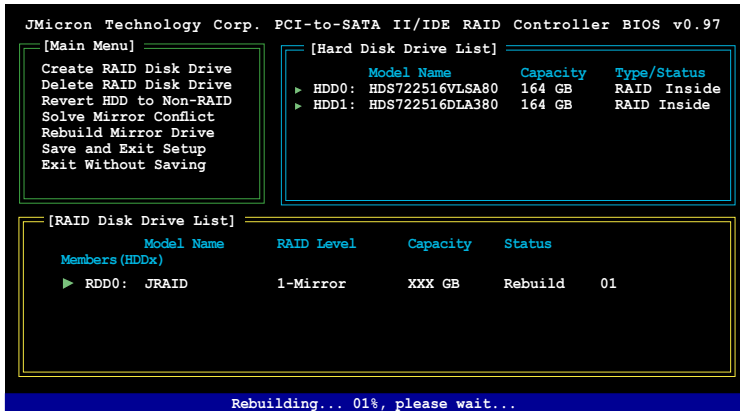 JMicron Technology Corp. PCI-to-SATA II/IDE RAID Controller BIOS v0.97
[Main Menu]
Create RAID Disk Drive
Delete RAID Disk Drive
Revert HDD to Non-RAID
Solve Mirror Conflict
Rebuild Mirror Drive
Save and Exit Setup
Exit Without Saving
[Hard Disk Drive List]
Model Name Capacity Type/Status
HDD0: HDS722516VLSA80 164 GB RAID Inside
HDD1: HDS722516DLA380 164 GB RAID Inside
[RAID Disk Drive List]
Model Name RAID Level Capacity Status
Members(HDDx)
RDD0: JRAID 1-Mirror XXX GB Rebuild 01
Rebuilding... 01%, please wait...